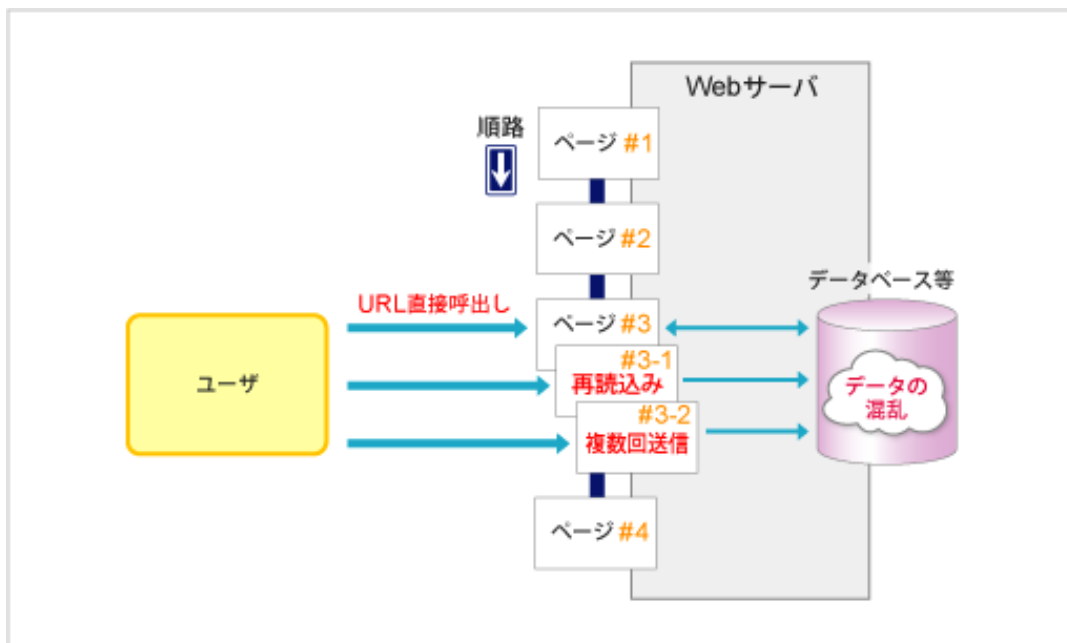 Webサーバ
順路
ページ #1
ページ #2
データベース等
URL直接呼出し
ページ #3
ユーザ
#3-1
再読込み
データの
混乱
#3-2
複数回送信
ページ #4